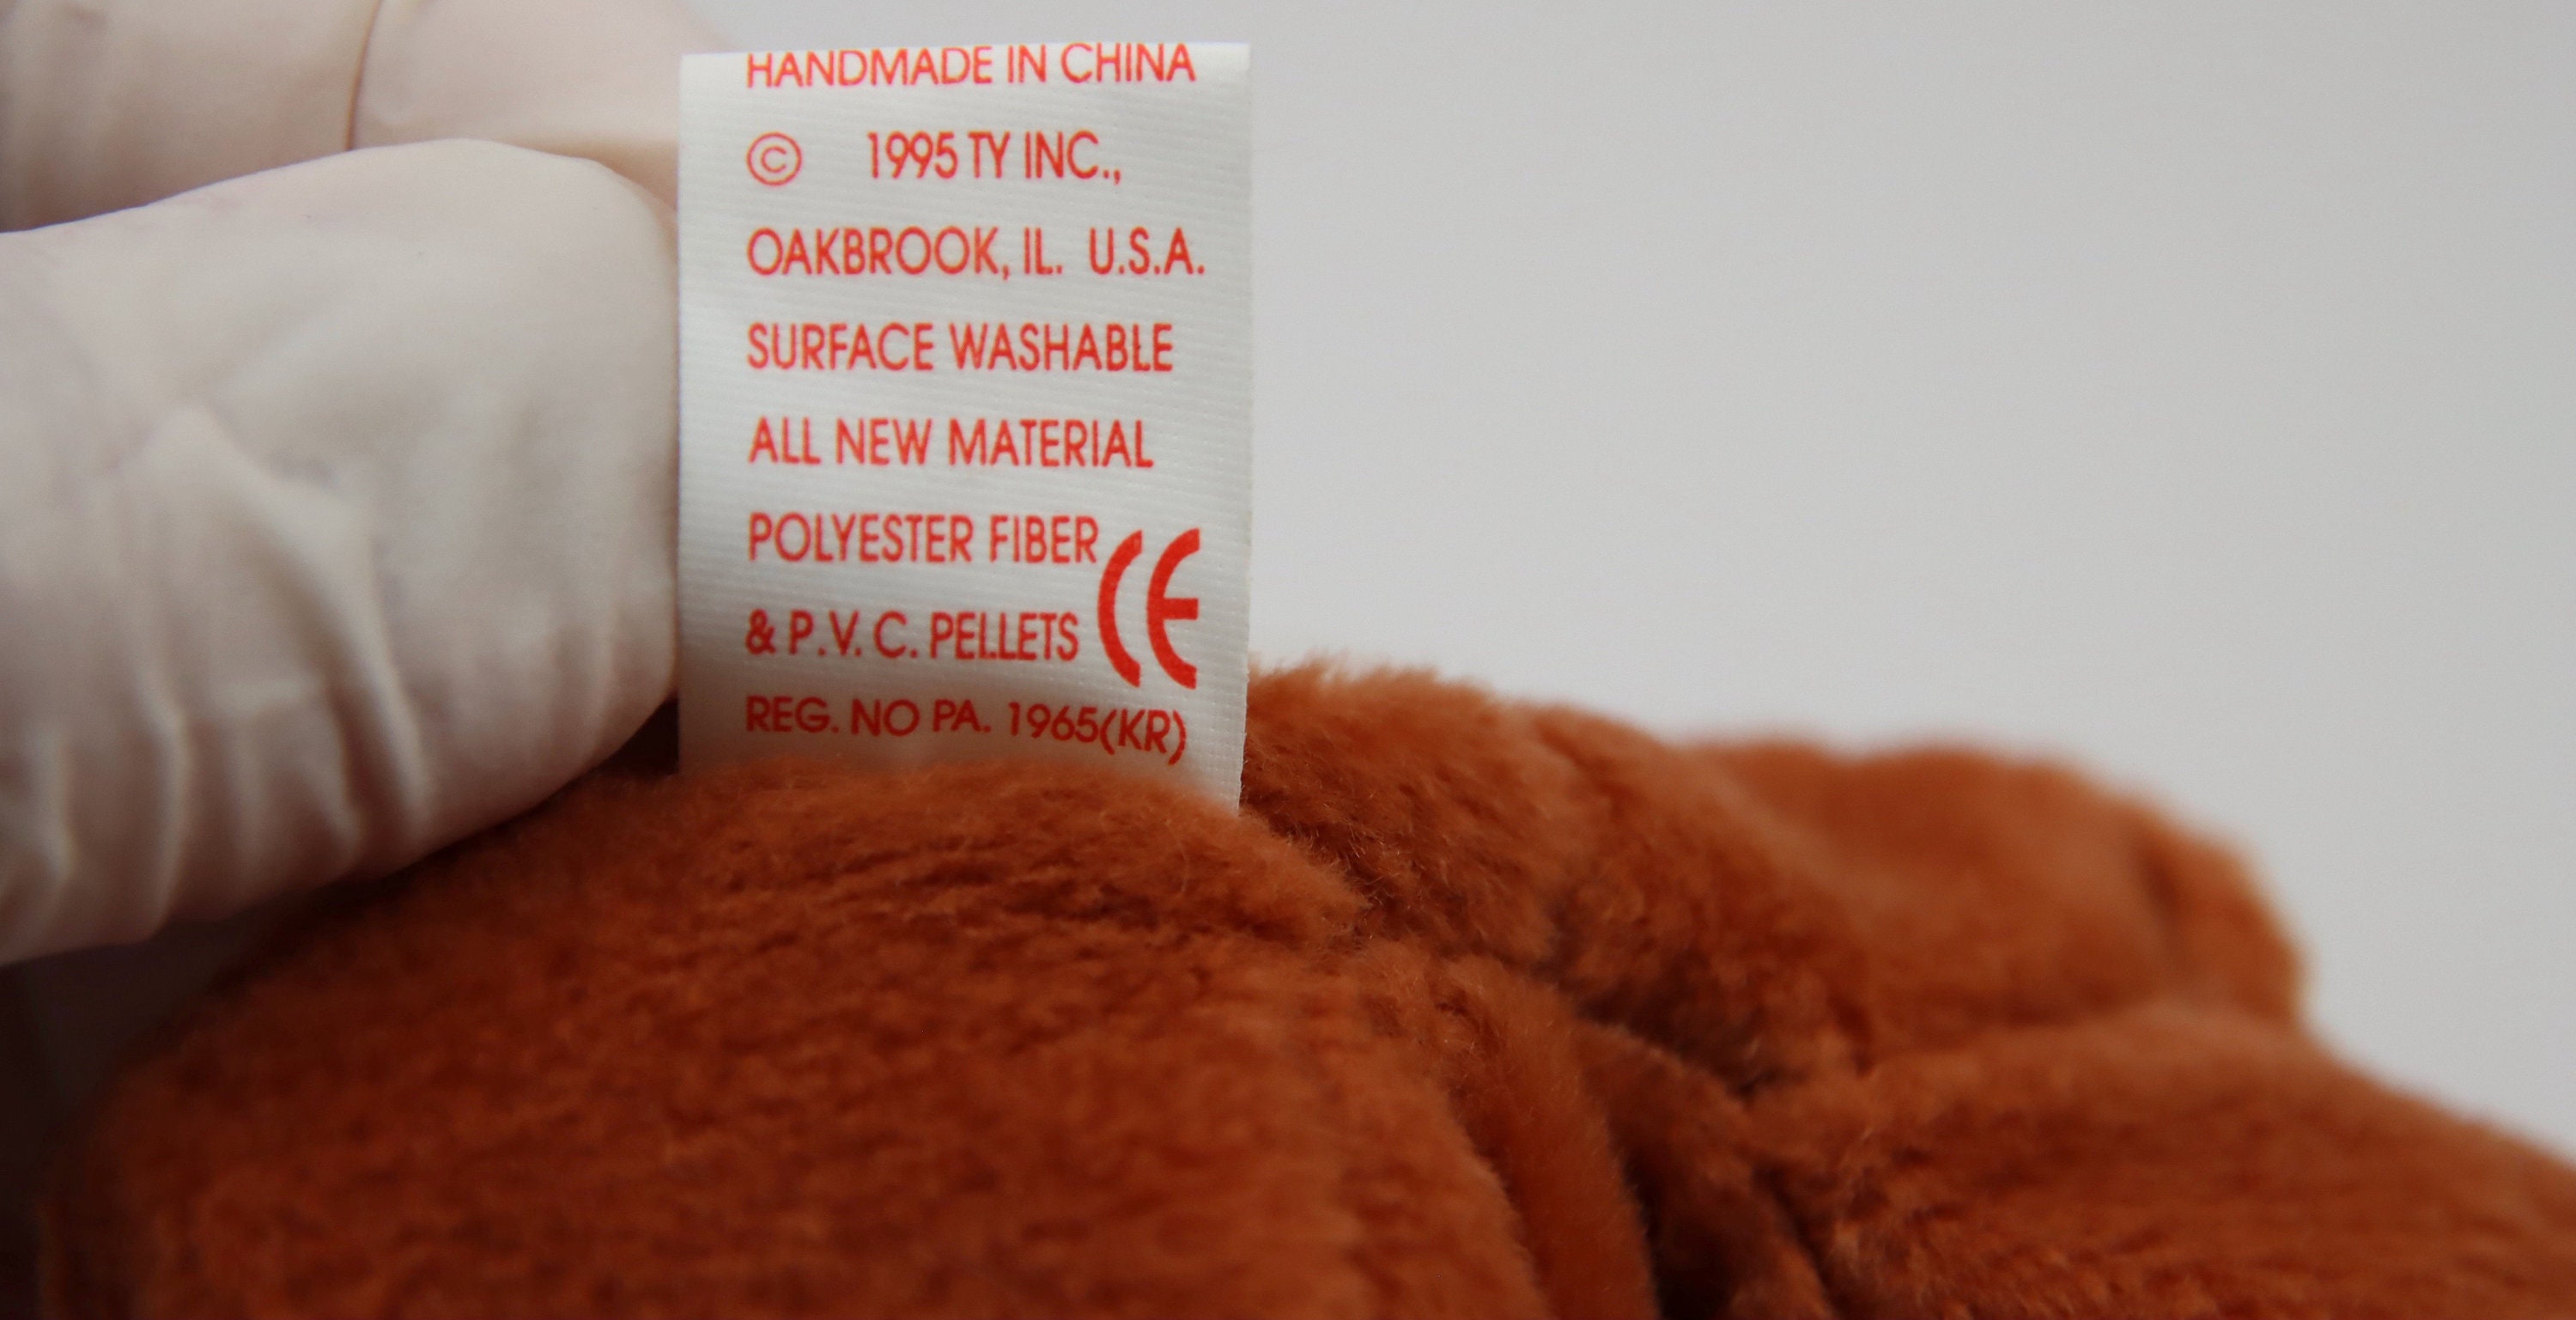 HANDMADE IN CHINA
© 1995 TY INC.,
OAKBROOK, IL. U.S.A.
SURFACE WASHABLE
ALL NEW MATERIAL
POLYESTER FIBER
& P.V.C. PELLETS CE
REG. NO PA. 1965(KR)